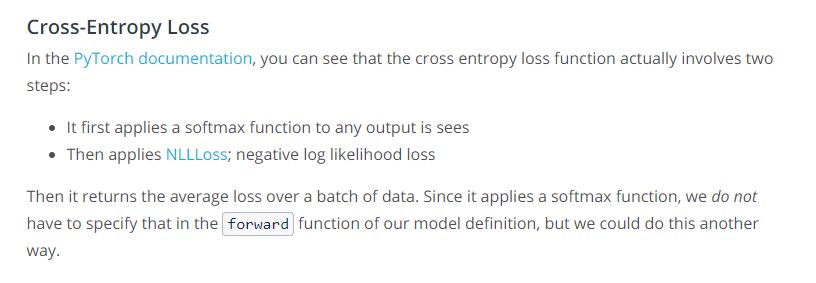 Cross-Entropy Loss
In the PyTorch documentation, you can see that the cross entropy loss function actually involves two
steps:
• It first applies a softmax function to any output is sees
• Then applies NLLLoss; negative log likelihood loss
Then it returns the average loss over a batch of data. Since it applies a softmax function, we do not
have to specify that in the forward function of our model definition, but we could do this another
way.